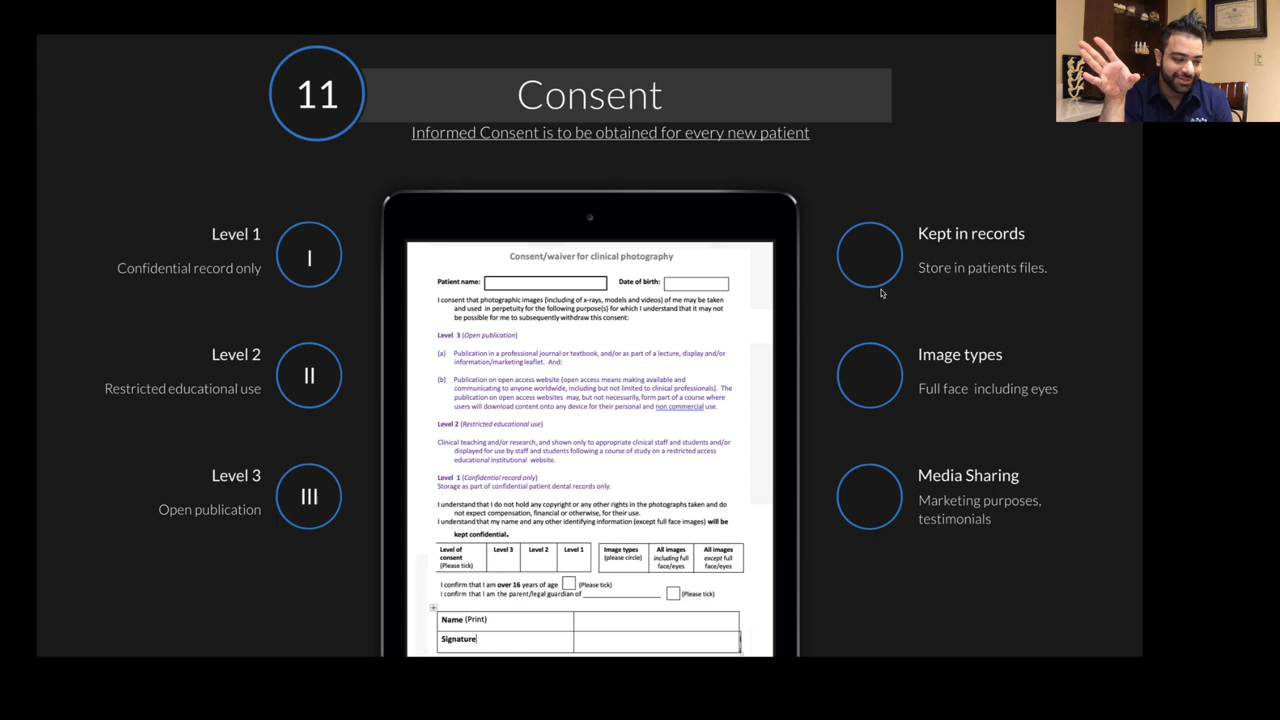 11
Consent
Informed Consent is to be obtained for every new patient
Level 1
Confidential record only
I
Level 2
Restricted educational use
II
Level 3
Open publication
III
Consent/waiver for clinical photography
Patient name:
Date of birth:
I consent that photographic images (including of x-rays, models and videos) of me may be taken
and used in perpetuity for the following purpose(s) for which I understand that it may not
be possible for me to subsequently withdraw this consent:
Level 3 (Open publication)
(a) Publication in a professional journal or textbook, and/or as part of a lecture, display and/or
information/marketing leaflet. And:
(b) Publication on open access website (open access means making available and
communicating to anyone worldwide, including but not limited to clinical professionals). The
publication on open access websites may, but not necessarily, form part of a course where
users will download content onto any device for their personal and non commercial use.
Level 2 (Restricted educational use)
Clinical teaching and/or research, and shown only to appropriate clinical staff and students and/or
displayed for use by staff and students following a course of study on a restricted access
educational institutional website.
Level 1 (Confidential record only)
Storage as part of confidential patient dental records only.
I understand that I do not hold any copyright or any other rights in the photographs taken and do
not expect compensation, financial or otherwise, for their use.
I understand that my name and any other identifying information (except full face images) will be
kept confidential.
Level of
consent
(Please tick)
Level 3
Level 2
Level 1
Image types
(please circle)
All images
including full
face/eyes
All images
except full
face/eyes
I confirm that I am over 16 years of age (Please tick)
I confirm that I am the parent/legal guardian of (Please tick)
Name (Print)
Signature
Kept in records
Store in patients files.
Image types
Full face including eyes
Media Sharing
Marketing purposes,
testimonials